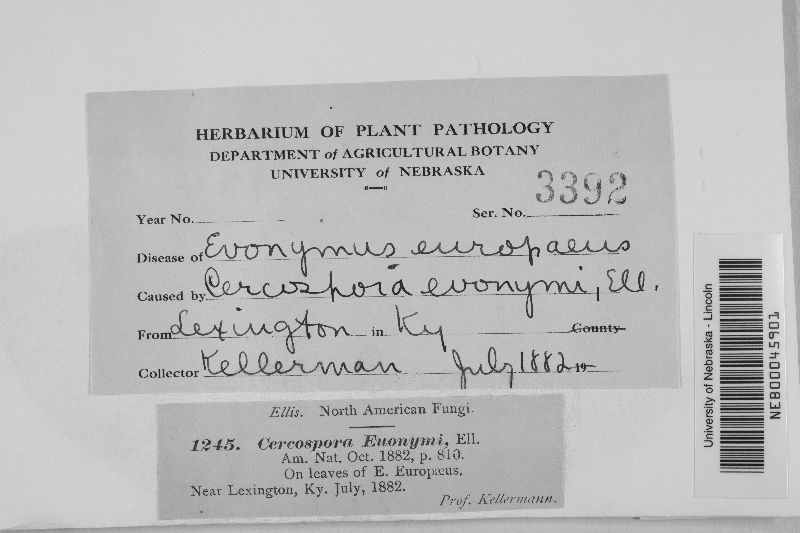 HERBARIUM OF PLANT PATHOLOGY
DEPARTMENT of AGRICULTURAL BOTANY
UNIVERSITY of NEBRASKA
Year No. Ser. No. 3392
Disease of Evonymus europaeus
Caused by Cercospora evonymi, Ell.
From Lexington in Ky County
Collector Kellerman July 1882 19
Ellis. North American Fungi.
1245. Cercospora Euonymi, Ell.
Am. Nat. Oct. 1882, p. 810.
On leaves of E. Europæus.
Near Lexington, Ky. July, 1882.
Prof. Kellermann.
University of Nebraska - Lincoln
NEB00045901